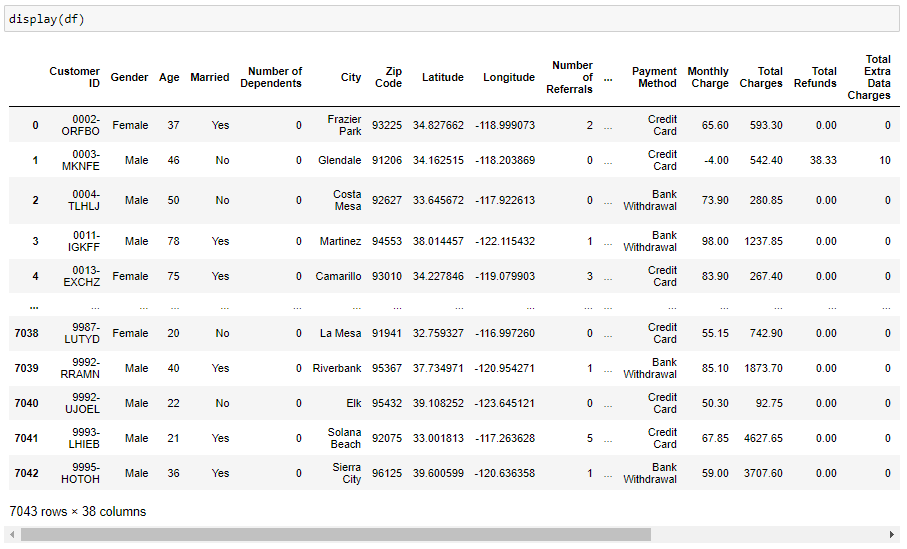 display(df)
Customer ID Gender Age Married Number of Dependents City Zip Code Latitude Longitude Number of Referrals ... Payment Method Monthly Charge Total Charges Total Refunds Total Extra Data Charges
0 0002-ORFBO Female 37 Yes 0 Frazier Park 93225 34.827662 -118.999073 2 ... Credit Card 65.60 593.30 0.00 0
1 0003-MKNFE Male 46 No 0 Glendale 91206 34.162515 -118.203869 0 ... Credit Card -4.00 542.40 38.33 10
2 0004-TLHLJ Male 50 No 0 Costa Mesa 92627 33.645672 -117.922613 0 ... Bank Withdrawal 73.90 280.85 0.00 0
3 0011-IGKFF Male 78 Yes 0 Martinez 94553 38.014457 -122.115432 1 ... Bank Withdrawal 98.00 1237.85 0.00 0
4 0013-EXCHZ Female 75 Yes 0 Camarillo 93010 34.227846 -119.079903 3 ... Credit Card 83.90 267.40 0.00 0
... ... ... ... ... ... ... ... ... ... ... ... ... ... ... ... ...
7038 9987-LUTYD Female 20 No 0 La Mesa 91941 32.759327 -116.997260 0 ... Credit Card 55.15 742.90 0.00 0
7039 9992-RRAMN Male 40 Yes 0 Riverbank 95367 37.734971 -120.954271 1 ... Bank Withdrawal 85.10 1873.70 0.00 0
7040 9992-UJOEL Male 22 No 0 Elk 95432 39.108252 -123.645121 0 ... Credit Card 50.30 92.75 0.00 0
7041 9993-LHIEB Male 21 Yes 0 Solana Beach 92075 33.001813 -117.263628 5 ... Credit Card 67.85 4627.65 0.00 0
7042 9995-HOTOH Male 36 Yes 0 Sierra City 96125 39.600599 -120.636358 1 ... Bank Withdrawal 59.00 3707.60 0.00 0
7043 rows × 38 columns